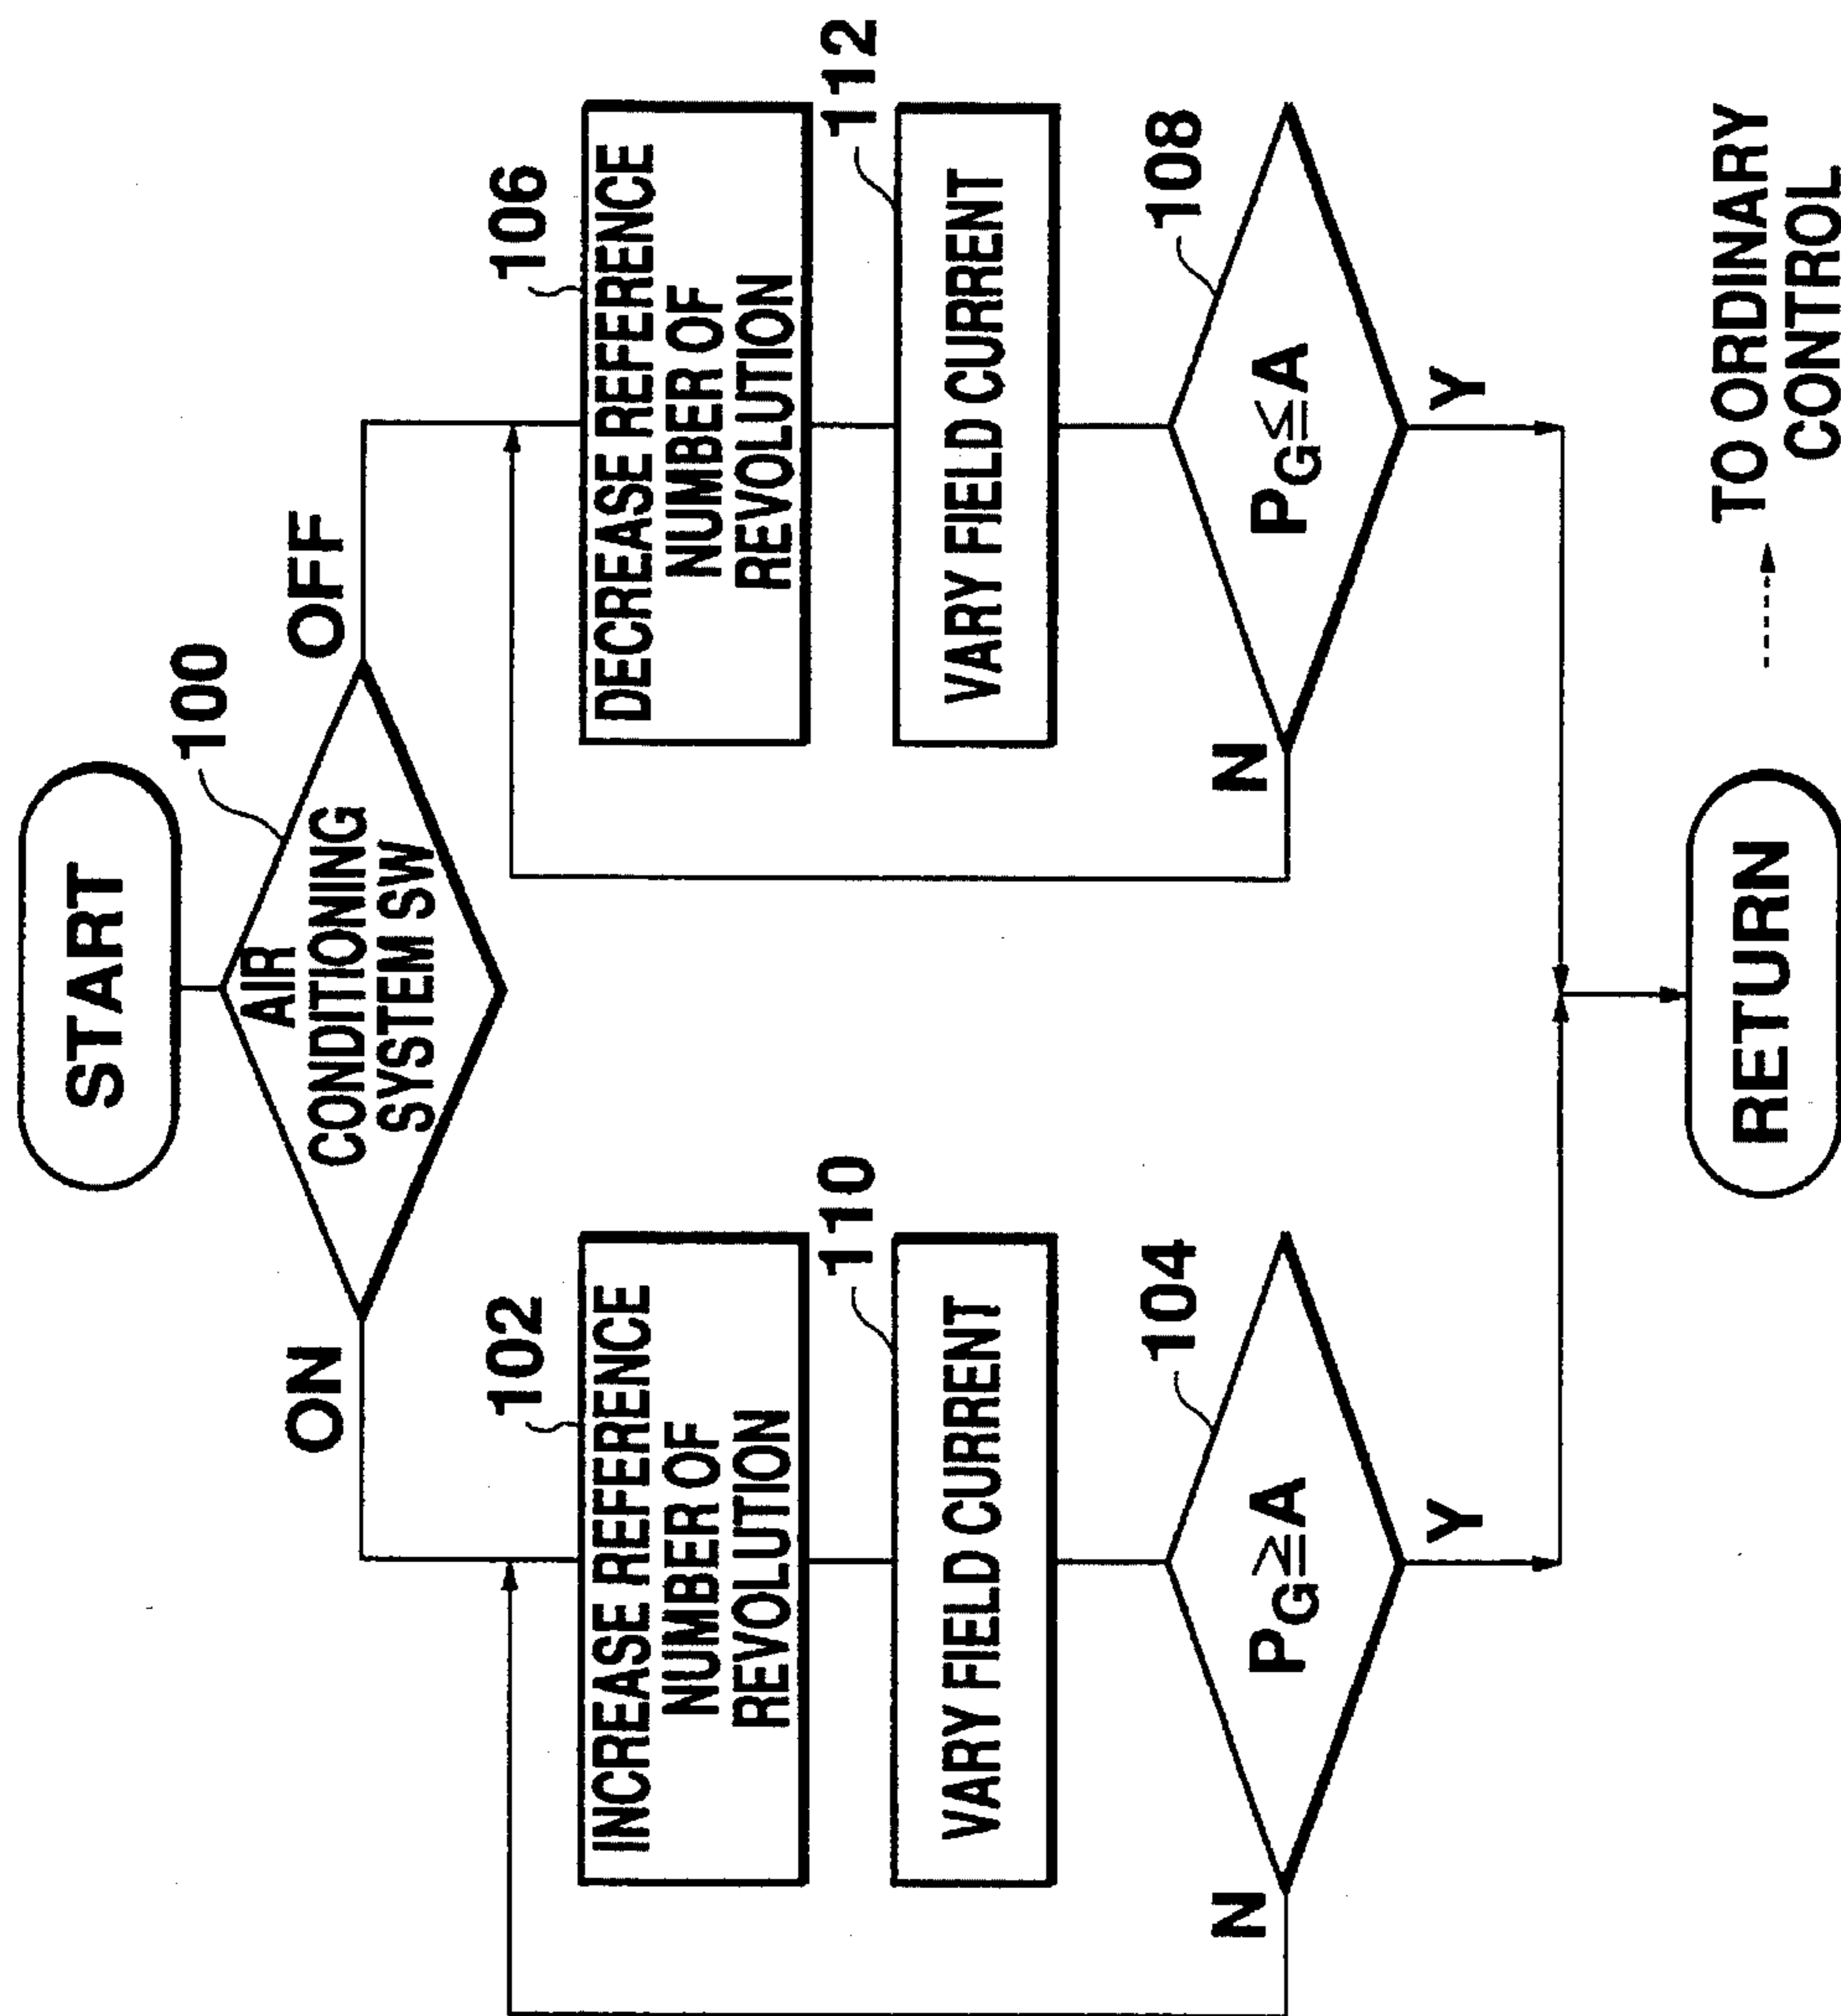 START
100
AIR
CONDITIONING
SYSTEM SW
ON
OFF
102
INCREASE REFERENCE
NUMBER OF
REVOLUTION
110
VARY FIELD CURRENT
104
PG≧A
N
Y
106
DECREASE REFERENCE
NUMBER OF
REVOLUTION
112
VARY FIELD CURRENT
108
PG≦A
N
Y
RETURN
TO ORDINARY
CONTROL